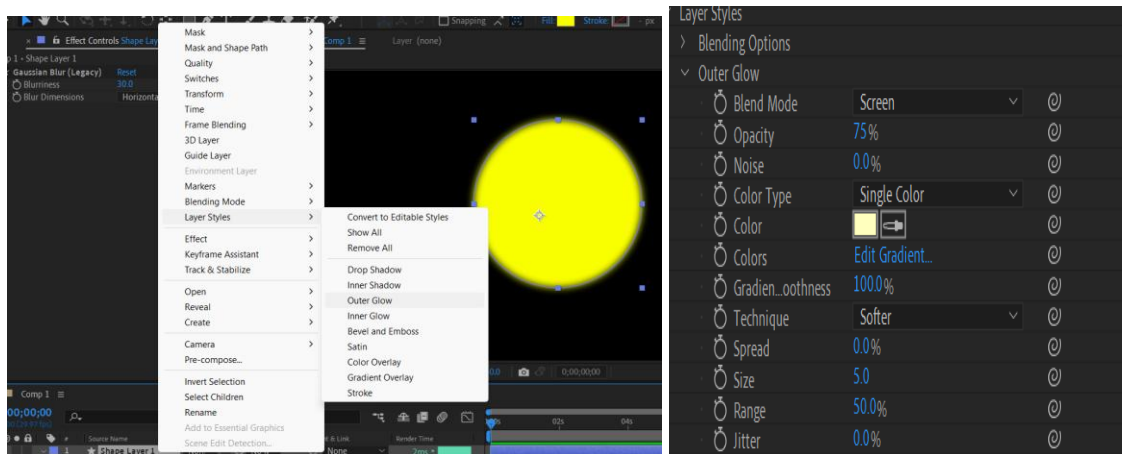 Snapping
Fill:
Stroke:
- px
Effect Controls Shape Lay
Comp 1
Layer (none)
p 1 • Shape Layer 1
Gaussian Blur (Legacy) Reset
Blurriness 30.0
Blur Dimensions Horizonta
Mask
Mask and Shape Path
Quality
Switches
Transform
Time
Frame Blending
3D Layer
Guide Layer
Environment Layer
Markers
Blending Mode
Layer Styles
Effect
Keyframe Assistant
Track & Stabilize
Open
Reveal
Create
Camera
Pre-compose...
Invert Selection
Select Children
Rename
Add to Essential Graphics
Scene Edit Detection...
Convert to Editable Styles
Show All
Remove All
Drop Shadow
Inner Shadow
Outer Glow
Inner Glow
Bevel and Emboss
Satin
Color Overlay
Gradient Overlay
Stroke
0.0
0;00;00;00
Comp 1
00;00;00
Source Name
t & Link
Render Time
02s
04s
1 Shape Layer 1
None
2ms
Layer Styles
Blending Options
Outer Glow
Blend Mode Screen
Opacity 75%
Noise 0.0%
Color Type Single Color
Color
Colors Edit Gradient...
Gradien...oothness 100.0%
Technique Softer
Spread 0.0%
Size 5.0
Range 50.0%
Jitter 0.0%